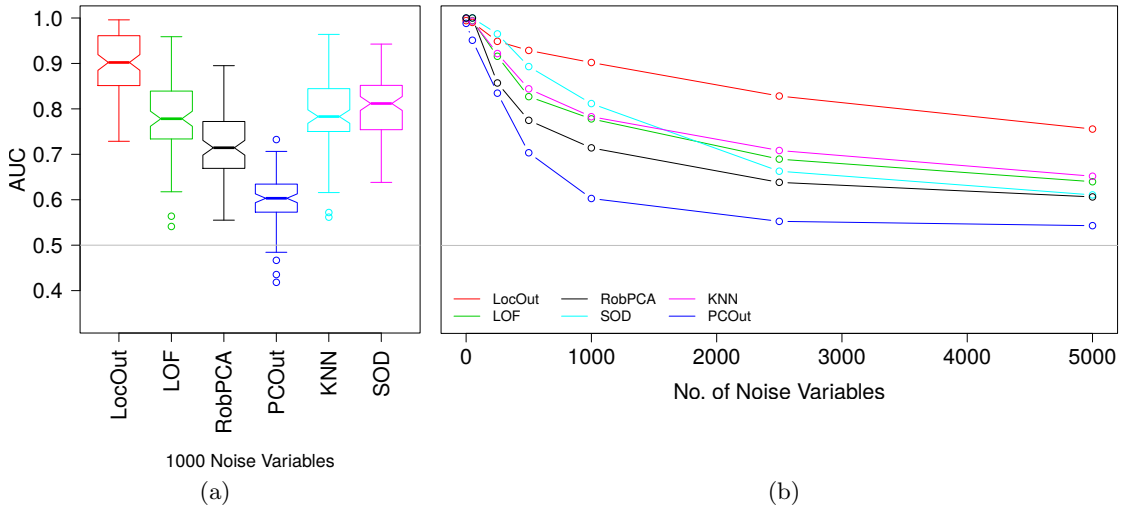 1.0
0.9
0.8
0.7
0.6
0.5
0.4
AUC
LocOut
LOF
RobPCA
PCOut
KNN
SOD
1000 Noise Variables
(a)
LocOut RobPCA KNN
LOF SOD PCOut
0 1000 2000 3000 4000 5000
No. of Noise Variables
(b)